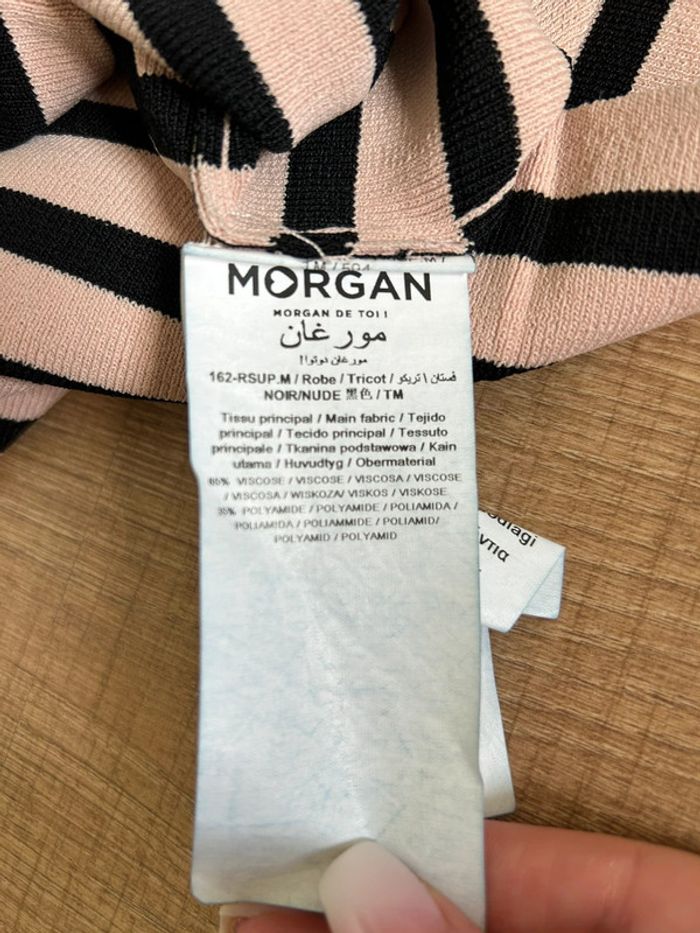 MORGAN
MORGAN DE TOI !
مورغان
مورغان دوتوا!
162-RSUP.M / Robe / Tricot / فستان \ تريكو
NOIR/NUDE 黑色 / TM
Tissu principal / Main fabric / Tejido
principal / Tecido principal / Tessuto
principale / Tkanina podstawowa / Kain
utama / Huvudtyg / Obermaterial
65% VISCOSE / VISCOSE / VISCOSA / VISCOSE
/ VISCOSA / WISKOZA/ VISKOS / VISKOSE
35% POLYAMIDE / POLYAMIDE / POLIAMIDA /
POLIAMIDA / POLIAMMIDE / POLIAMID/
POLYAMID / POLYAMID